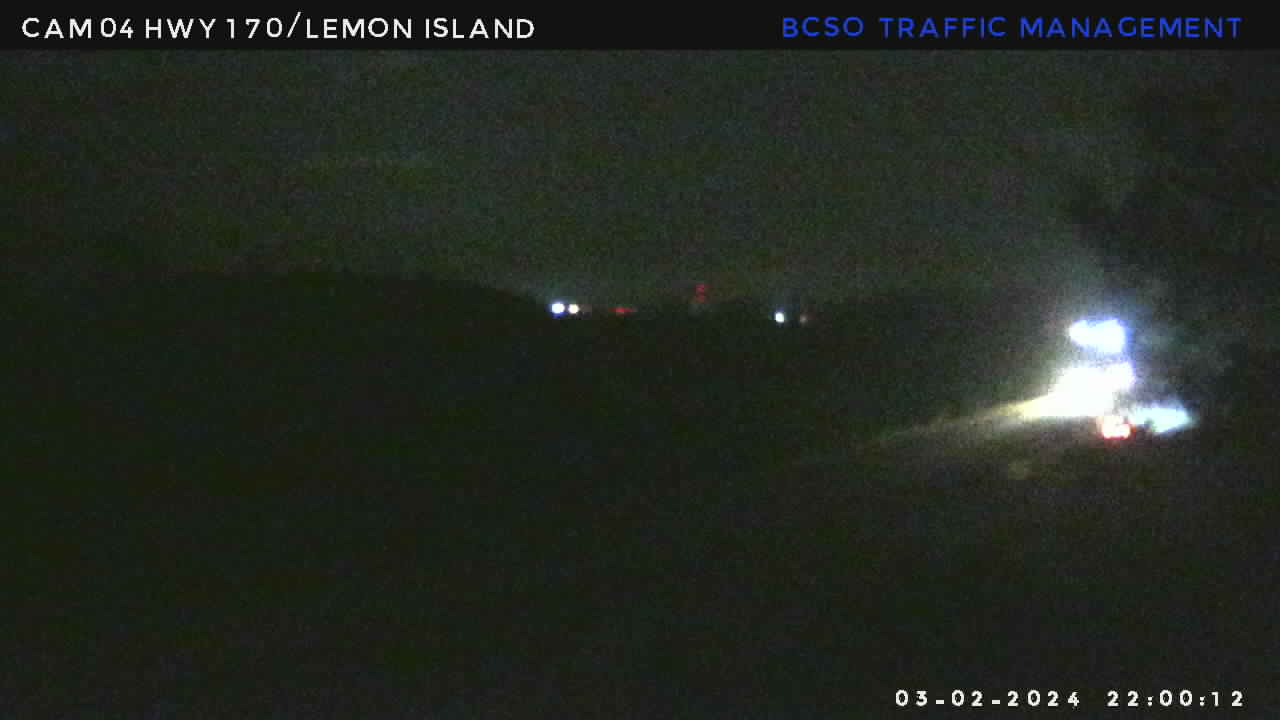 CAM04 HWY 170/LEMON ISLAND
BCSO TRAFFIC MANAGEMENT
03-02-2024 22:00:12